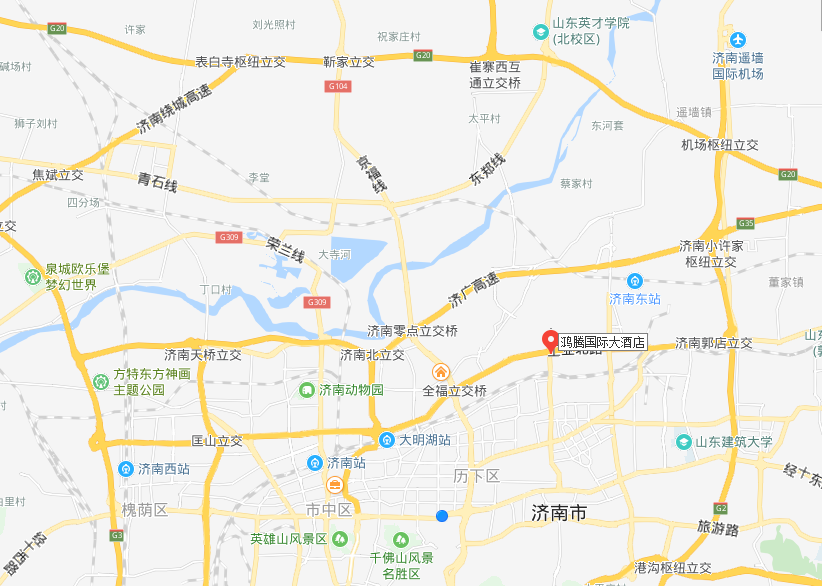 G20
许家
刘光照村
祝家庄村
山东英才学院
(北校区)
济南遥墙
国际机场
碱场村
表白寺枢纽立交
靳家立交
G20
崔寨西互
通立交桥
G104
济南绕城高速
狮子刘村
太平村
东河套
遥墙镇
机场枢纽立交
焦斌立交
青石线
李堂
京福线
东郑线
蔡家村
G20
四分场
立交
G309
荣兰线
大寺河
G35
济南小许家
枢纽立交
泉城欧乐堡
梦幻世界
丁口村
G309
济广高速
济南东站
董家镇
济南零点立交桥
济南天桥立交
济南北立交
鸿腾国际大酒店
济南郭店立交
方特东方神画
主题公园
济南动物园
全福立交桥
匡山立交
大明湖站
山东建筑大学
济南西站
济南站
历下区
经十东
槐荫区
市中区
济南市
G2
旅游路
G3
经十西路
英雄山风景区
千佛山风景
名胜区
港沟枢纽立交